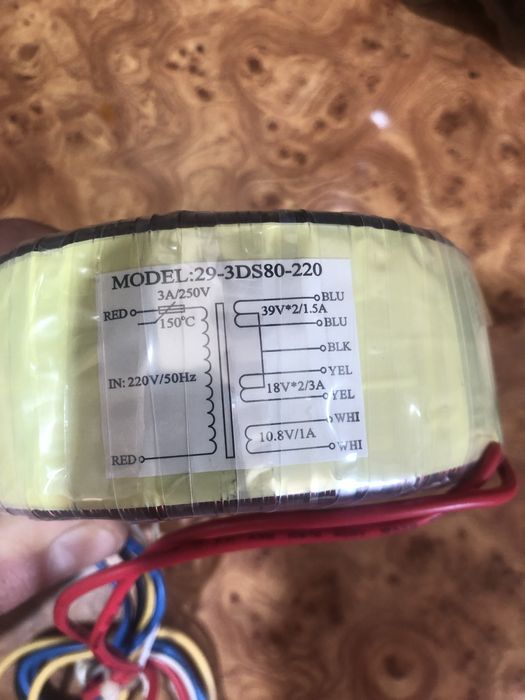 MODEL:29-3DS80-220
3A/250V
RED
150°C
IN: 220V/50Hz
RED
BLU
39V*2/1.5A
BLU
BLK
YEL
18V*2/3A
YEL
WHI
10.8V/1A
WHI